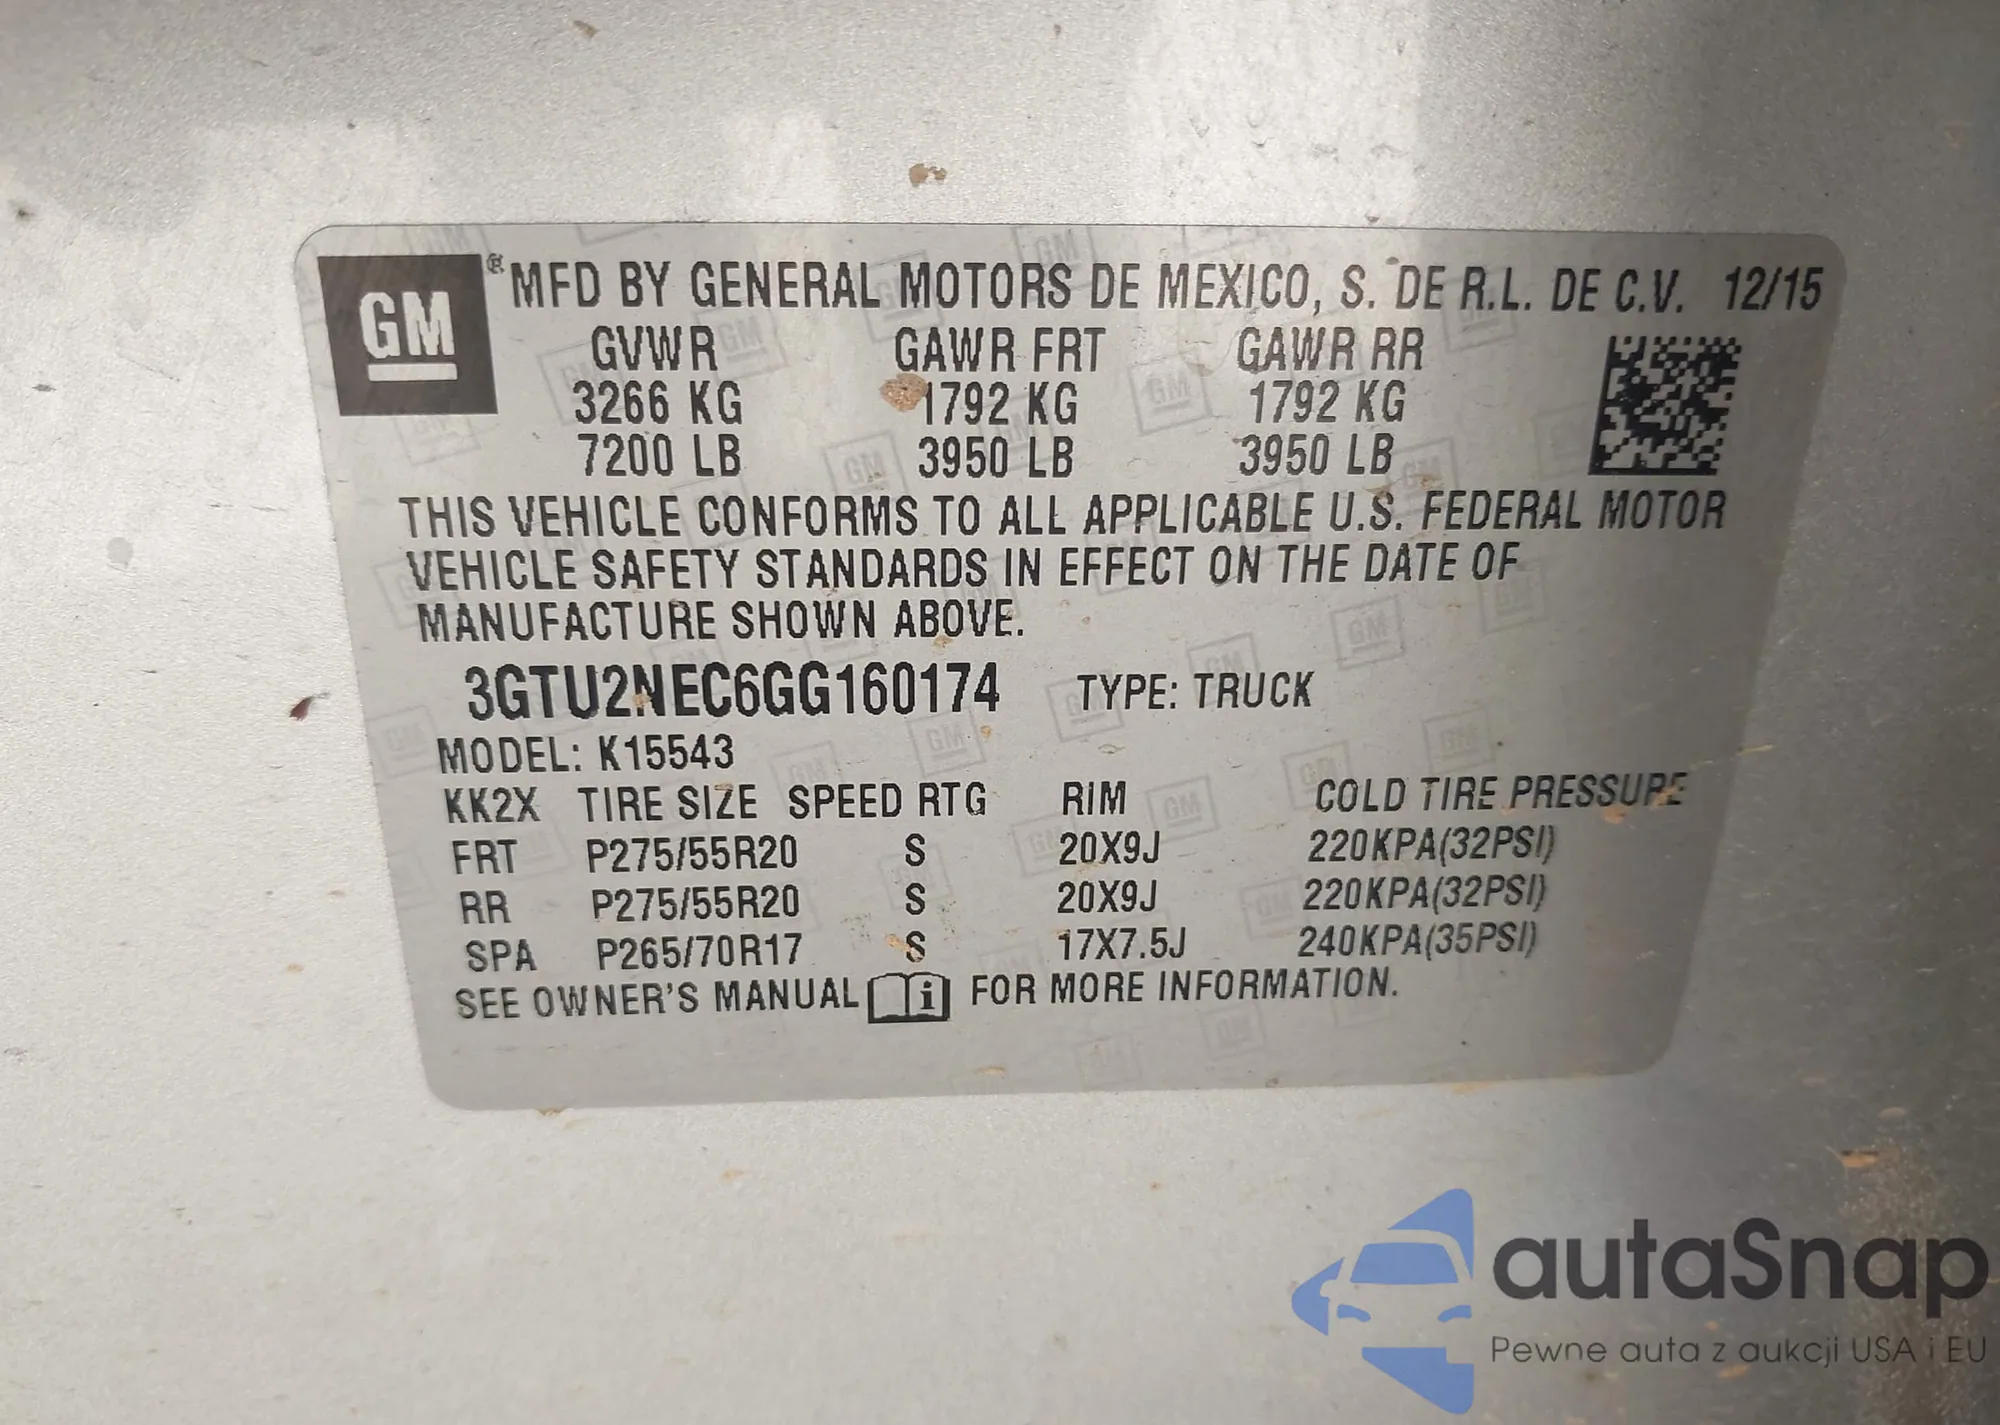 GM ® MFD BY GENERAL MOTORS DE MEXICO, S. DE R.L. DE C.V. 12/15
GVWR GAWR FRT GAWR RR
3266 KG 1792 KG 1792 KG
7200 LB 3950 LB 3950 LB
THIS VEHICLE CONFORMS TO ALL APPLICABLE U.S. FEDERAL MOTOR
VEHICLE SAFETY STANDARDS IN EFFECT ON THE DATE OF
MANUFACTURE SHOWN ABOVE.
3GTU2NEC6GG160174 TYPE: TRUCK
MODEL: K15543
KK2X TIRE SIZE SPEED RTG RIM COLD TIRE PRESSURE
FRT P275/55R20 S 20X9J 220KPA(32PSI)
RR P275/55R20 S 20X9J 220KPA(32PSI)
SPA P265/70R17 S 17X7.5J 240KPA(35PSI)
SEE OWNER'S MANUAL i FOR MORE INFORMATION.
autaSnap
Pewne auta z aukcji USA i EU